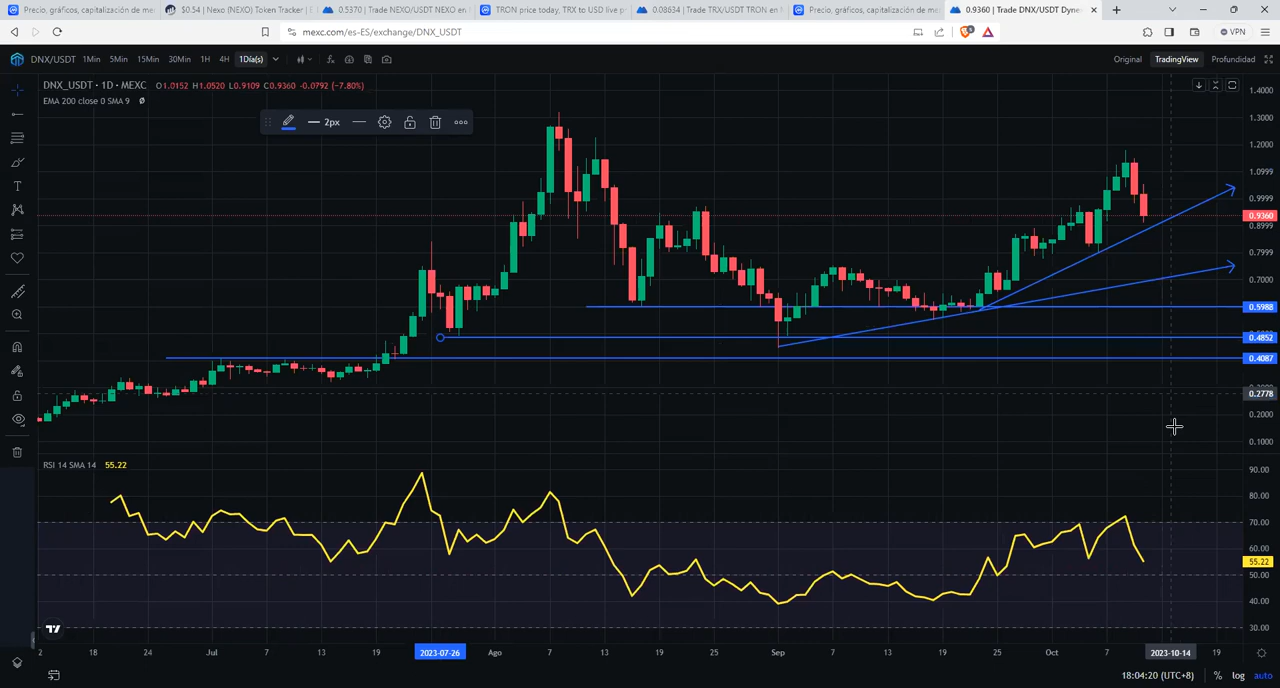 Precio, gráficos, capitalización de me
$0.54 | Nexo (NEXO) Token Tracker | E
0.5370 | Trade NEXO/USDT NEXO en
TRON price today, TRX to USD live p
0.08634 | Trade TRX/USDT TRON en
Precio, gráficos, capitalización de me
0.9360 | Trade DNX/USDT Dyne
mexc.com/es-ES/exchange/DNX_USDT
VPN
DNX/USDT 1Min 5Min 15Min 30Min 1H 4H 1Día(s)
Original TradingView Profundidad
DNX_USDT · 1D · MEXC O1.0152 H1.0520 L0.9109 C0.9360 -0.0792 (-7.80%)
EMA 200 close 0 SMA 9 Ø
2px
1.4000
1.3000
1.2000
1.0999
0.9999
0.9360
0.8999
0.7999
0.7000
0.5988
0.4852
0.4087
0.2778
0.2000
0.1000
RSI 14 SMA 14 55.22
90.00
80.00
70.00
60.00
55.22
50.00
40.00
30.00
2 18 24 Jul 7 13 19 2023-07-26 Ago 7 13 19 25 Sep 7 13 19 25 Oct 7 2023-10-14 19
18:04:20 (UTC+8) % log auto